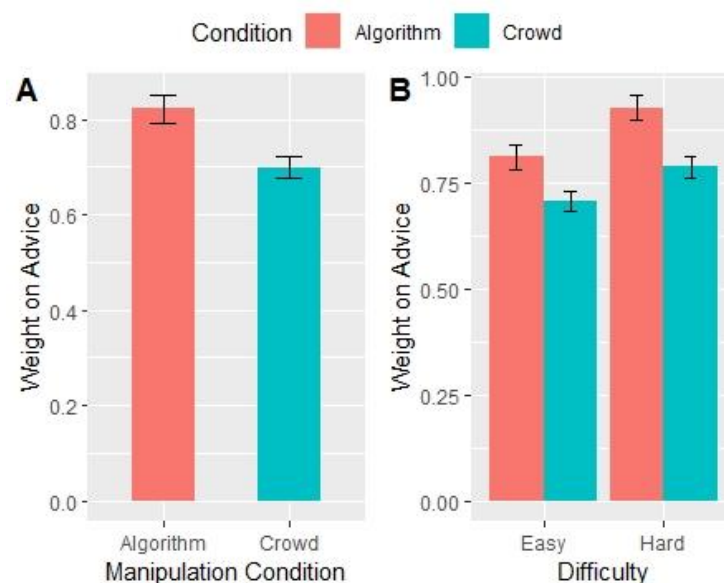 Condition Algorithm Crowd
A
Weight on Advice
0.8
0.6
0.4
0.2
0.0
Algorithm Crowd
Manipulation Condition
B
Weight on Advice
1.00
0.75
0.50
0.25
0.00
Easy Hard
Difficulty